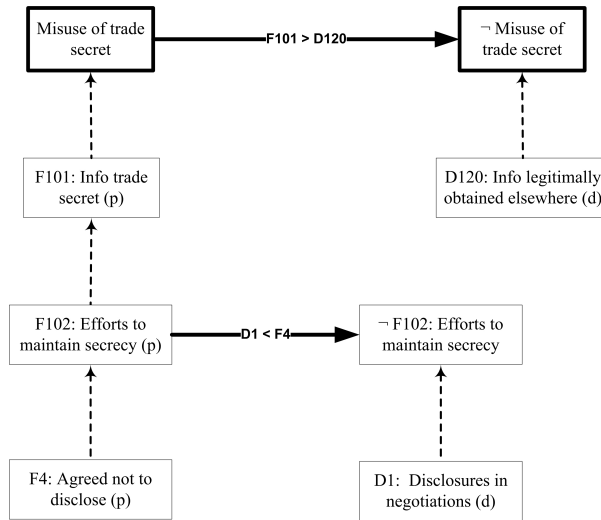 Misuse of trade
secret
F101 > D120
¬ Misuse of
trade secret
F101: Info trade
secret (p)
D120: Info legitimally
obtained elsewhere (d)
F102: Efforts to
maintain secrecy (p)
D1 < F4
¬ F102: Efforts to
maintain secrecy
F4: Agreed not to
disclose (p)
D1: Disclosures in
negotiations (d)